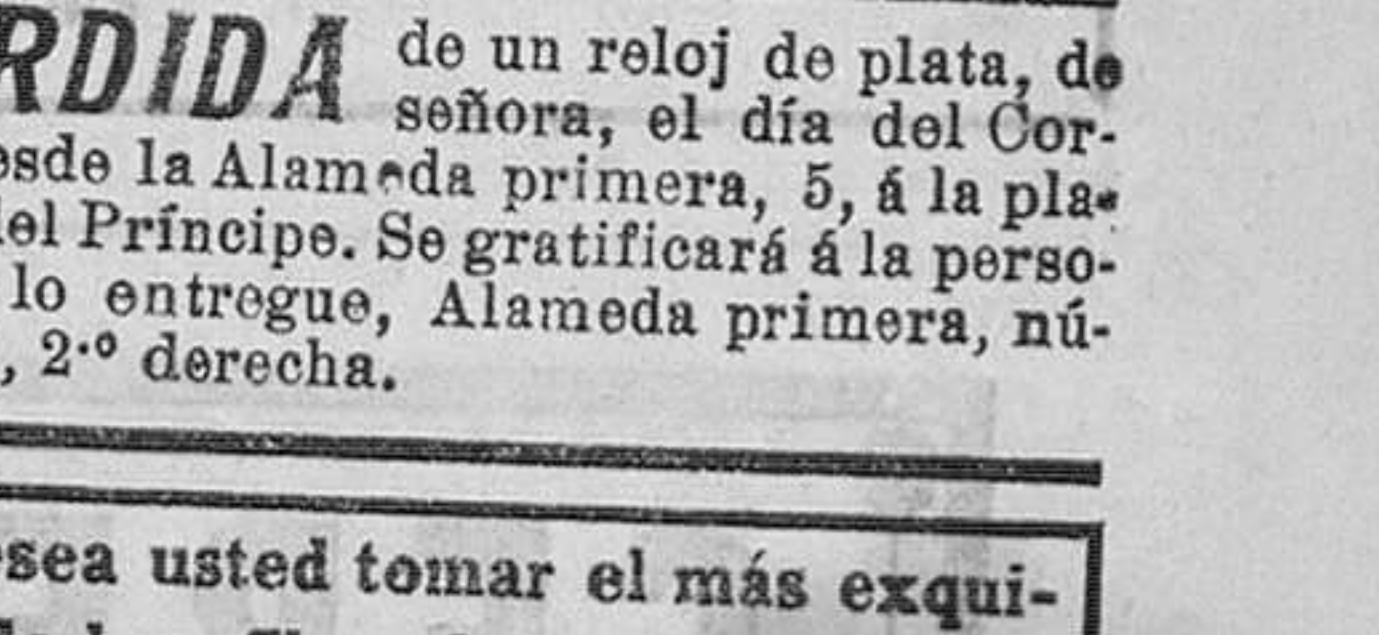 RDIDA de un reloj de plata, de
señora, el día del Cor-
esde la Alameda primera, 5, á la pla-
del Príncipe. Se gratificará á la perso-
lo entregue, Alameda primera, nú-
, 2.º derecha.
esea usted tomar el más exqui-